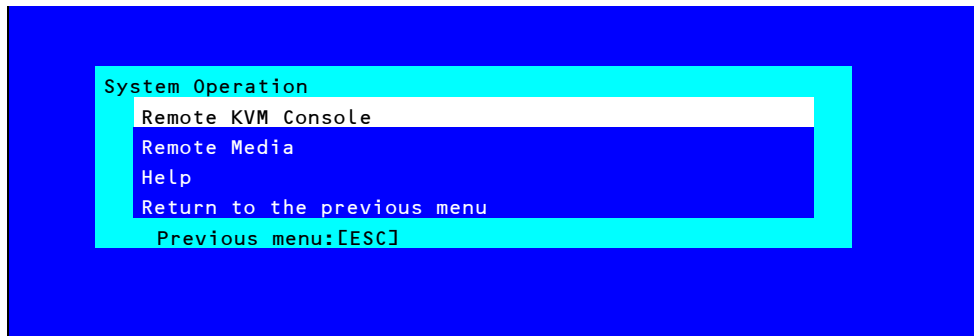 System Operation
Remote KVM Console
Remote Media
Help
Return to the previous menu
Previous menu:[ESC]